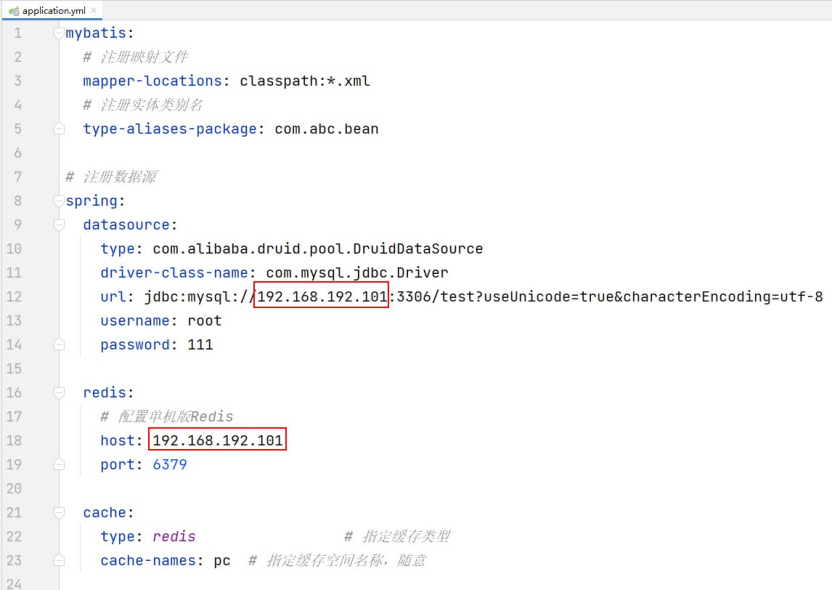 application.yml
1 mybatis:
2 # 注册映射文件
3 mapper-locations: classpath:*.xml
4 # 注册实体类别名
5 type-aliases-package: com.abc.bean
6
7 # 注册数据源
8 spring:
9 datasource:
10 type: com.alibaba.druid.pool.DruidDataSource
11 driver-class-name: com.mysql.jdbc.Driver
12 url: jdbc:mysql://192.168.192.101:3306/test?useUnicode=true&characterEncoding=utf-8
13 username: root
14 password: 111
15
16 redis:
17 # 配置单机版Redis
18 host: 192.168.192.101
19 port: 6379
20
21 cache:
22 type: redis # 指定缓存类型
23 cache-names: pc # 指定缓存空间名称，随意
24